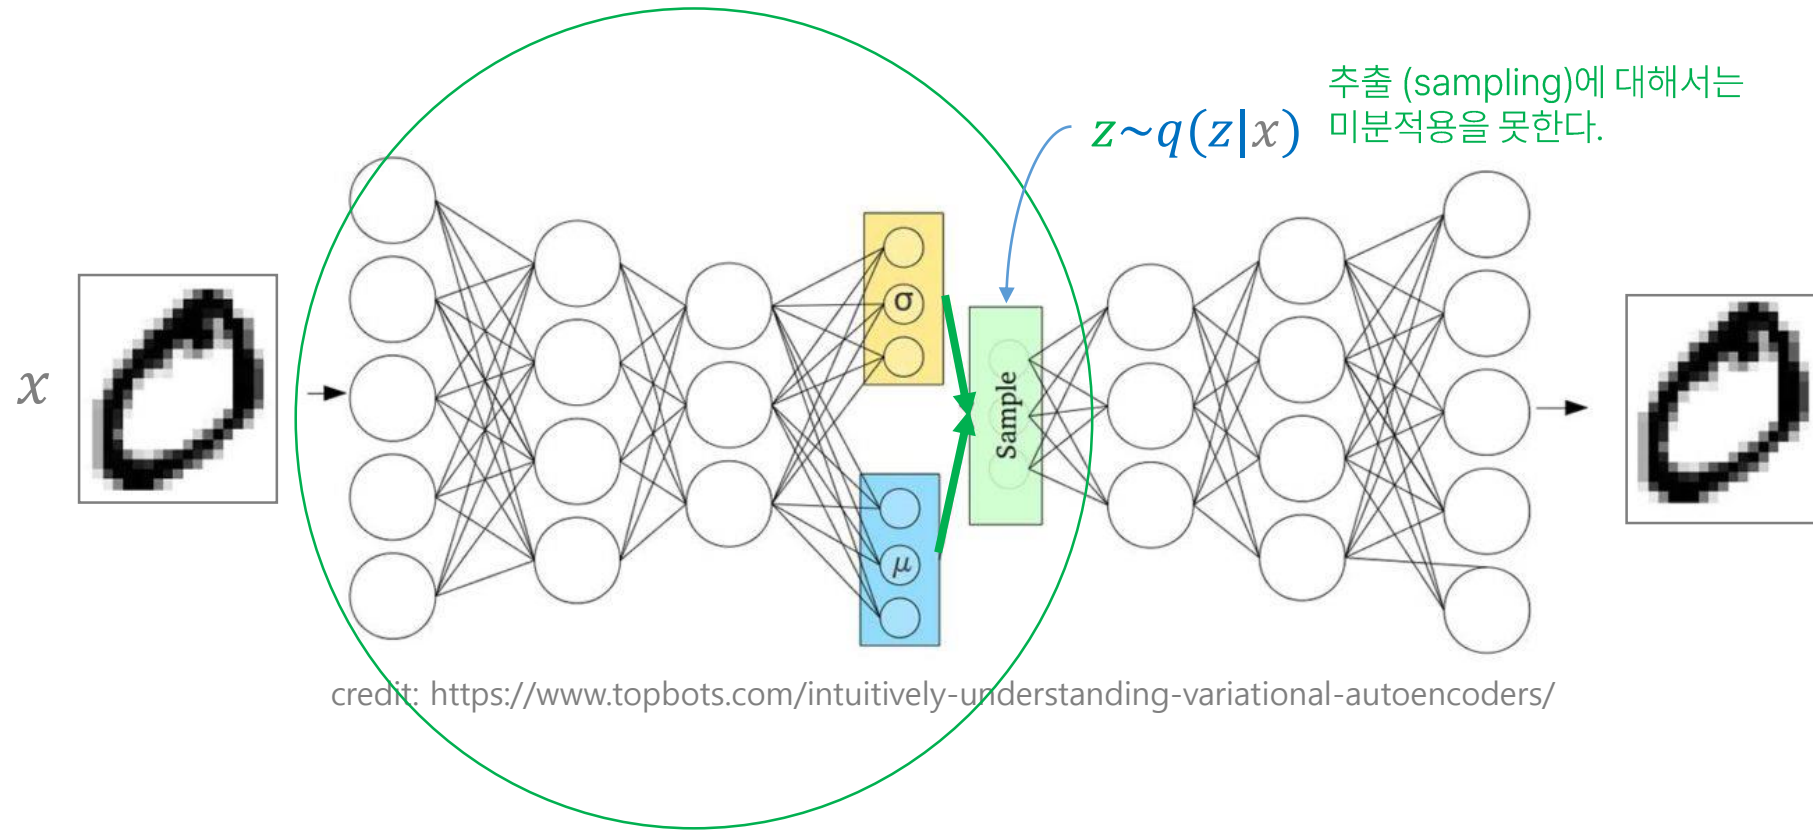 추출 (sampling)에 대해서는
미분적용을 못한다.
z~q(z|x)
σ
x
Sample
μ
credit: https://www.topbots.com/intuitively-understanding-variational-autoencoders/